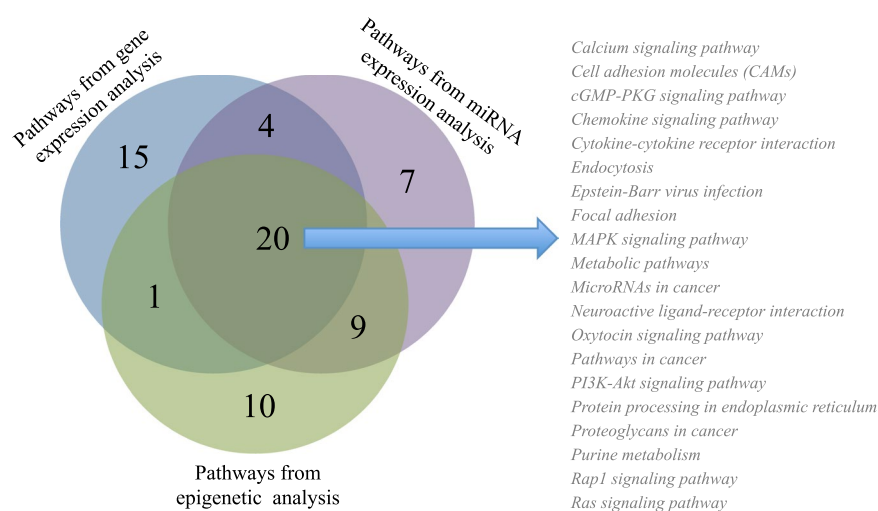 Pathways from gene
expression analysis
Pathways from miRNA
expression analysis
15
4
7
20
1
9
10
Pathways from
epigenetic analysis
Calcium signaling pathway
Cell adhesion molecules (CAMs)
cGMP-PKG signaling pathway
Chemokine signaling pathway
Cytokine-cytokine receptor interaction
Endocytosis
Epstein-Barr virus infection
Focal adhesion
MAPK signaling pathway
Metabolic pathways
MicroRNAs in cancer
Neuroactive ligand-receptor interaction
Oxytocin signaling pathway
Pathways in cancer
PI3K-Akt signaling pathway
Protein processing in endoplasmic reticulum
Proteoglycans in cancer
Purine metabolism
Rap1 signaling pathway
Ras signaling pathway